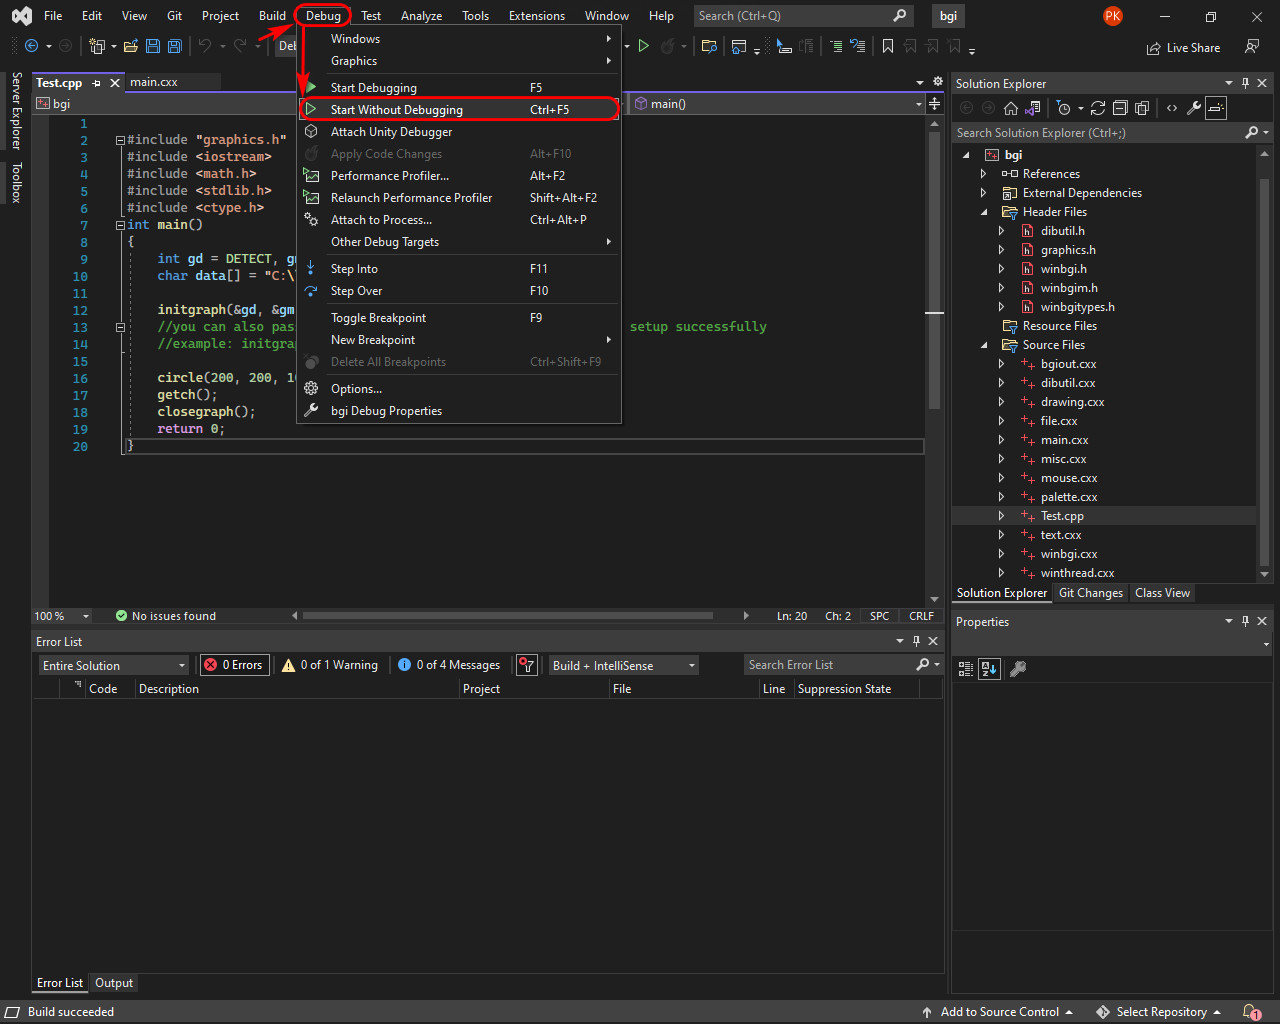 File Edit View Git Project Build Debug Test Analyze Tools Extensions Window Help Search (Ctrl+Q) bgi PK
Live Share
Server Explorer
Toolbox
Test.cpp main.cxx
bgi main()
Windows
Graphics
Start Debugging F5
Start Without Debugging Ctrl+F5
Attach Unity Debugger
Apply Code Changes Alt+F10
Performance Profiler... Alt+F2
Relaunch Performance Profiler Shift+Alt+F2
Attach to Process... Ctrl+Alt+P
Other Debug Targets
Step Into F11
Step Over F10
Toggle Breakpoint F9
New Breakpoint
Delete All Breakpoints Ctrl+Shift+F9
Options...
bgi Debug Properties
1
2 #include "graphics.h"
3 #include <iostream>
4 #include <math.h>
5 #include <stdlib.h>
6 #include <ctype.h>
7 int main()
8 {
9 int gd = DETECT,
10 char data[] = "C:\
11
12 initgraph(&gd, &gm
13 //you can also pas setup successfully
14 //example: initgra
15
16 circle(200, 200,
17 getch();
18 closegraph();
19 return 0;
20 }
100 % No issues found Ln: 20 Ch: 2 SPC CRLF
Error List
Entire Solution 0 Errors 0 of 1 Warning 0 of 4 Messages Build + IntelliSense Search Error List
Code Description Project File Line Suppression State
Error List Output
Solution Explorer
Search Solution Explorer (Ctrl+;)
bgi
References
External Dependencies
Header Files
dibutil.h
graphics.h
winbgi.h
winbgim.h
winbgitypes.h
Resource Files
Source Files
bgiout.cxx
dibutil.cxx
drawing.cxx
file.cxx
main.cxx
misc.cxx
mouse.cxx
palette.cxx
Test.cpp
text.cxx
winbgi.cxx
winthread.cxx
Solution Explorer Git Changes Class View
Properties
Build succeeded Add to Source Control Select Repository 1